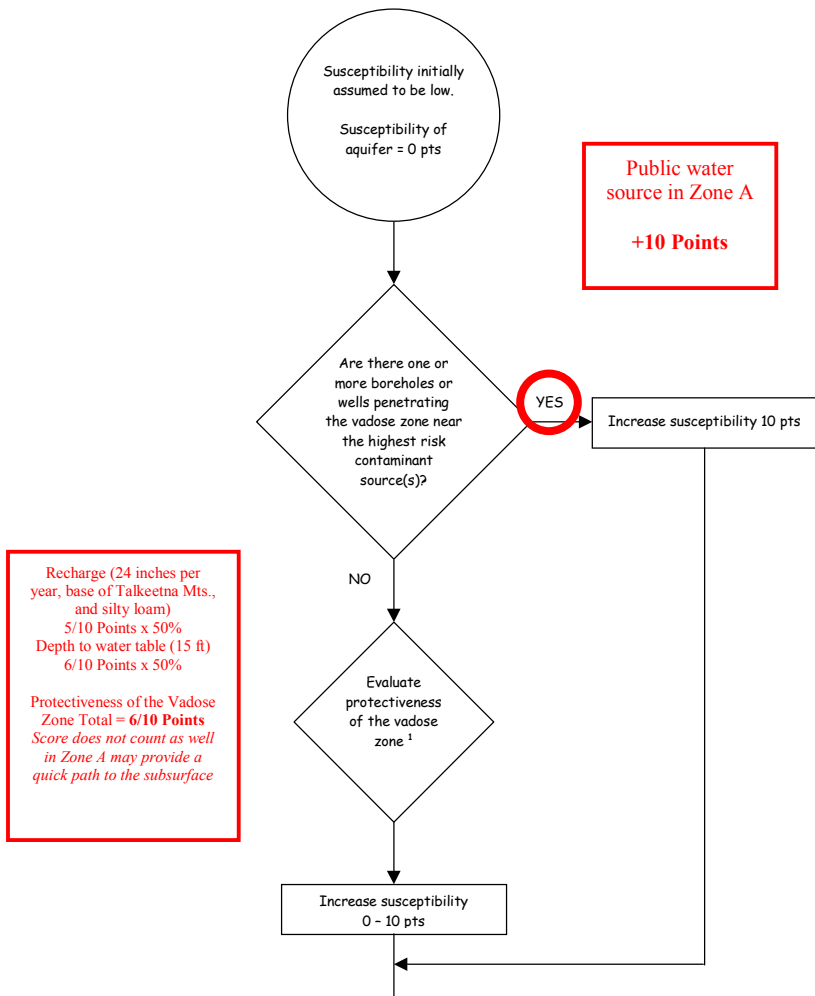 Susceptibility initially
assumed to be low.
Susceptibility of
aquifer = 0 pts
Public water
source in Zone A
+10 Points
Are there one or
more boreholes or
wells penetrating
the vadose zone near
the highest risk
contaminant
source(s)?
YES
Increase susceptibility 10 pts
NO
Recharge (24 inches per
year, base of Talkeetna Mts.,
and silty loam)
5/10 Points x 50%
Depth to water table (15 ft)
6/10 Points x 50%
Protectiveness of the Vadose
Zone Total = 6/10 Points
Score does not count as well
in Zone A may provide a
quick path to the subsurface
Evaluate
protectiveness
of the vadose
zone ¹
Increase susceptibility
0 – 10 pts